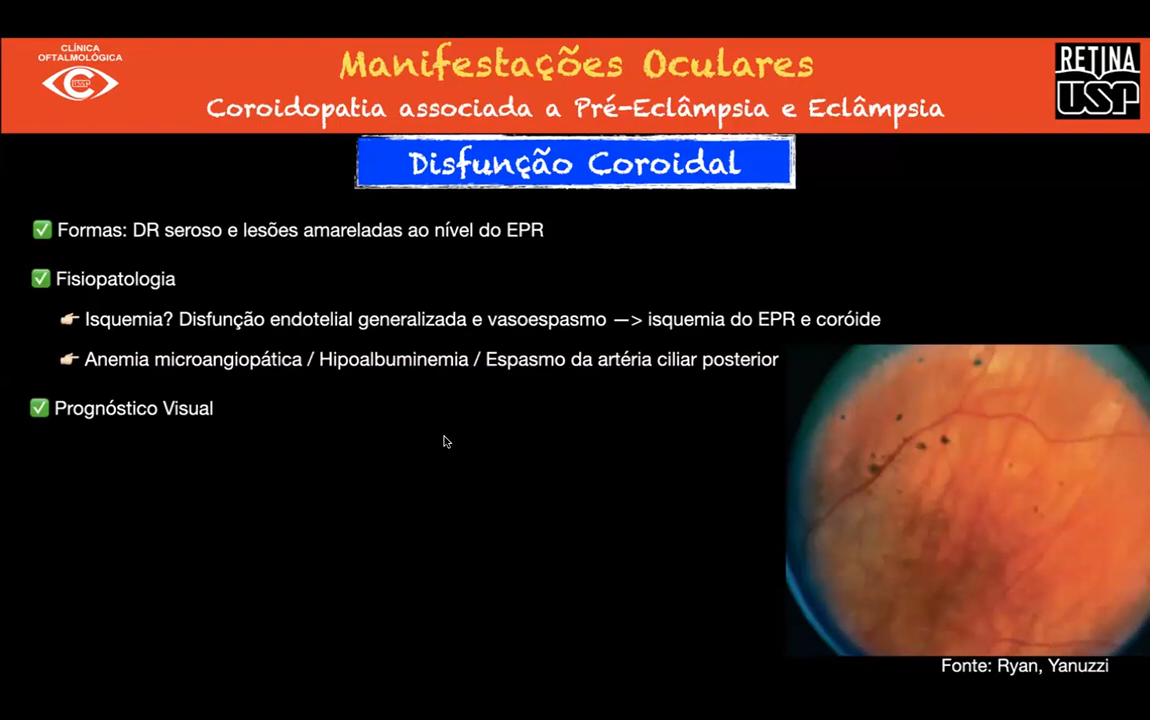 CLÍNICA
OFTALMOLÓGICA
USP
Manifestações Oculares
Coroidopatia associada a Pré-Eclâmpsia e Eclâmpsia
RETINA
USP
Disfunção Coroidal
✅ Formas: DR seroso e lesões amareladas ao nível do EPR
✅ Fisiopatologia
👉🏻 Isquemia? Disfunção endotelial generalizada e vasoespasmo —> isquemia do EPR e coróide
👉🏻 Anemia microangiopática / Hipoalbuminemia / Espasmo da artéria ciliar posterior
✅ Prognóstico Visual
Fonte: Ryan, Yanuzzi